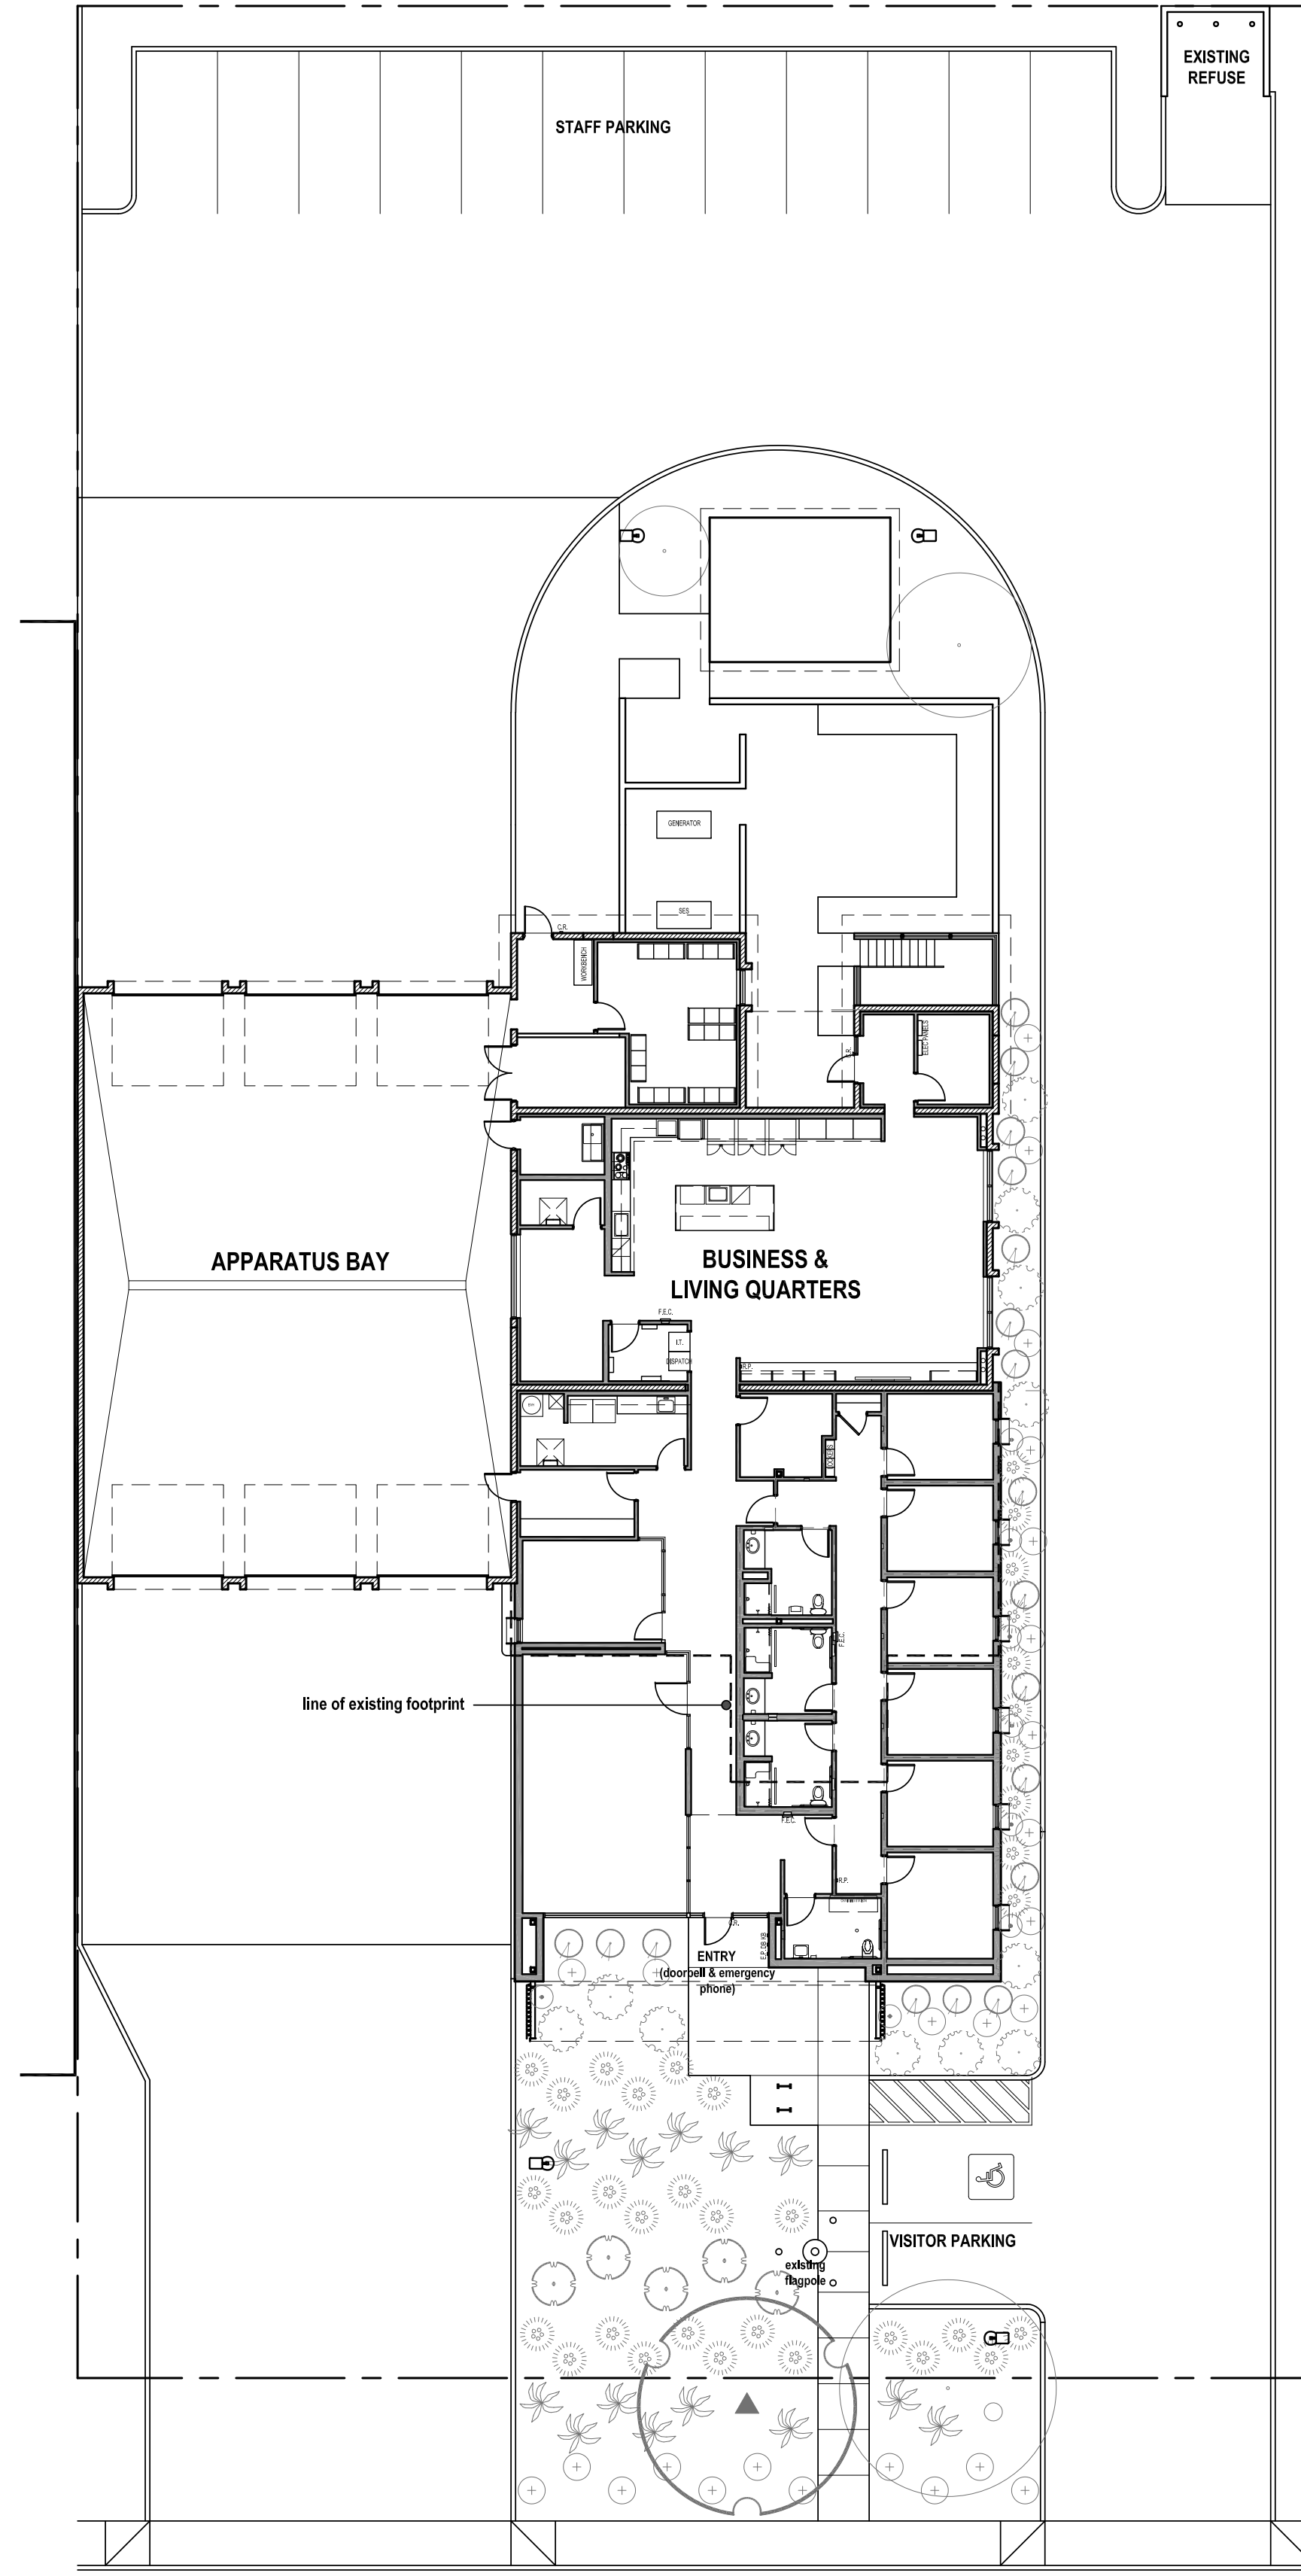 EXISTING
REFUSE
STAFF PARKING
GENERATOR
SES
C.R.
WORKBENCH
ELEC PANELS
C.R.
APPARATUS BAY
BUSINESS &
LIVING QUARTERS
F.E.C.
I.T.
DISPATCH
R.P.
F.E.C.
line of existing footprint
F.E.C.
R.P.
C.R.
ENTRY
(doorbell & emergency
phone)
VISITOR PARKING
existing
flagpole